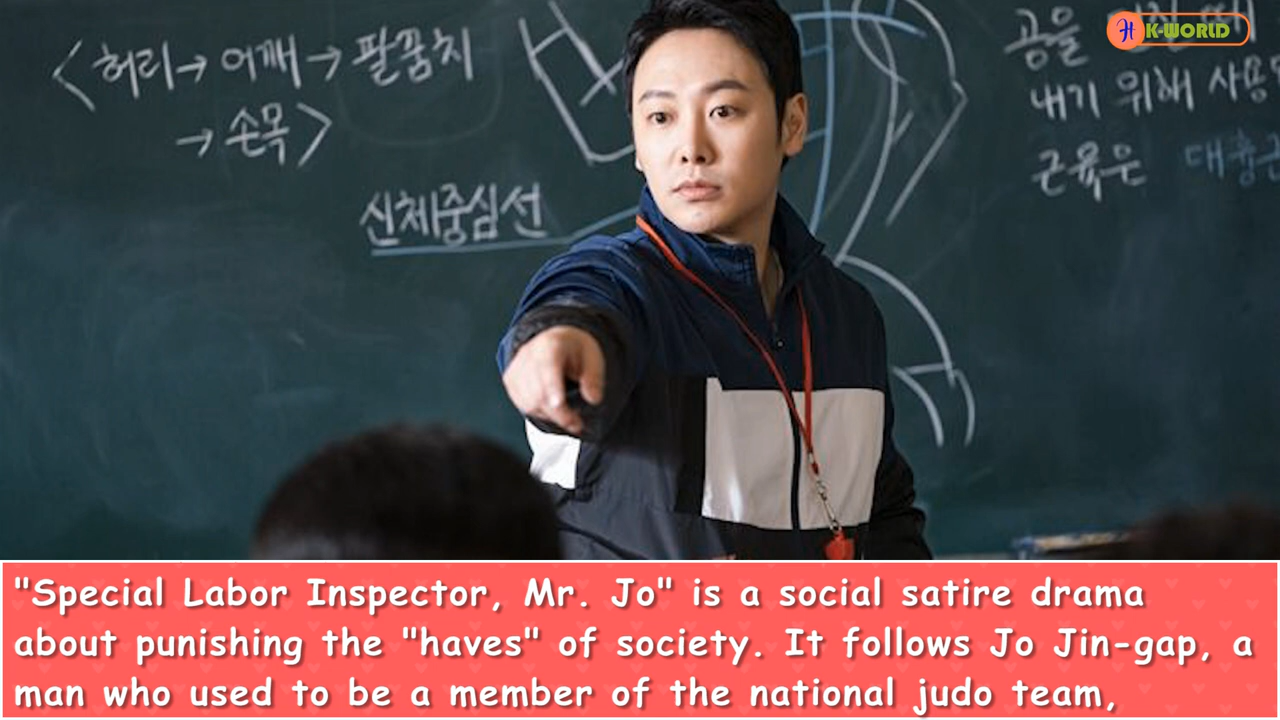 <허리→ 어깨 → 팔꿈치
→ 손목>
신체중심선
공을
내기 위해 사용
근육은 대흉근
K-WORLD
"Special Labor Inspector, Mr. Jo" is a social satire drama
about punishing the "haves" of society. It follows Jo Jin-gap, a
man who used to be a member of the national judo team,